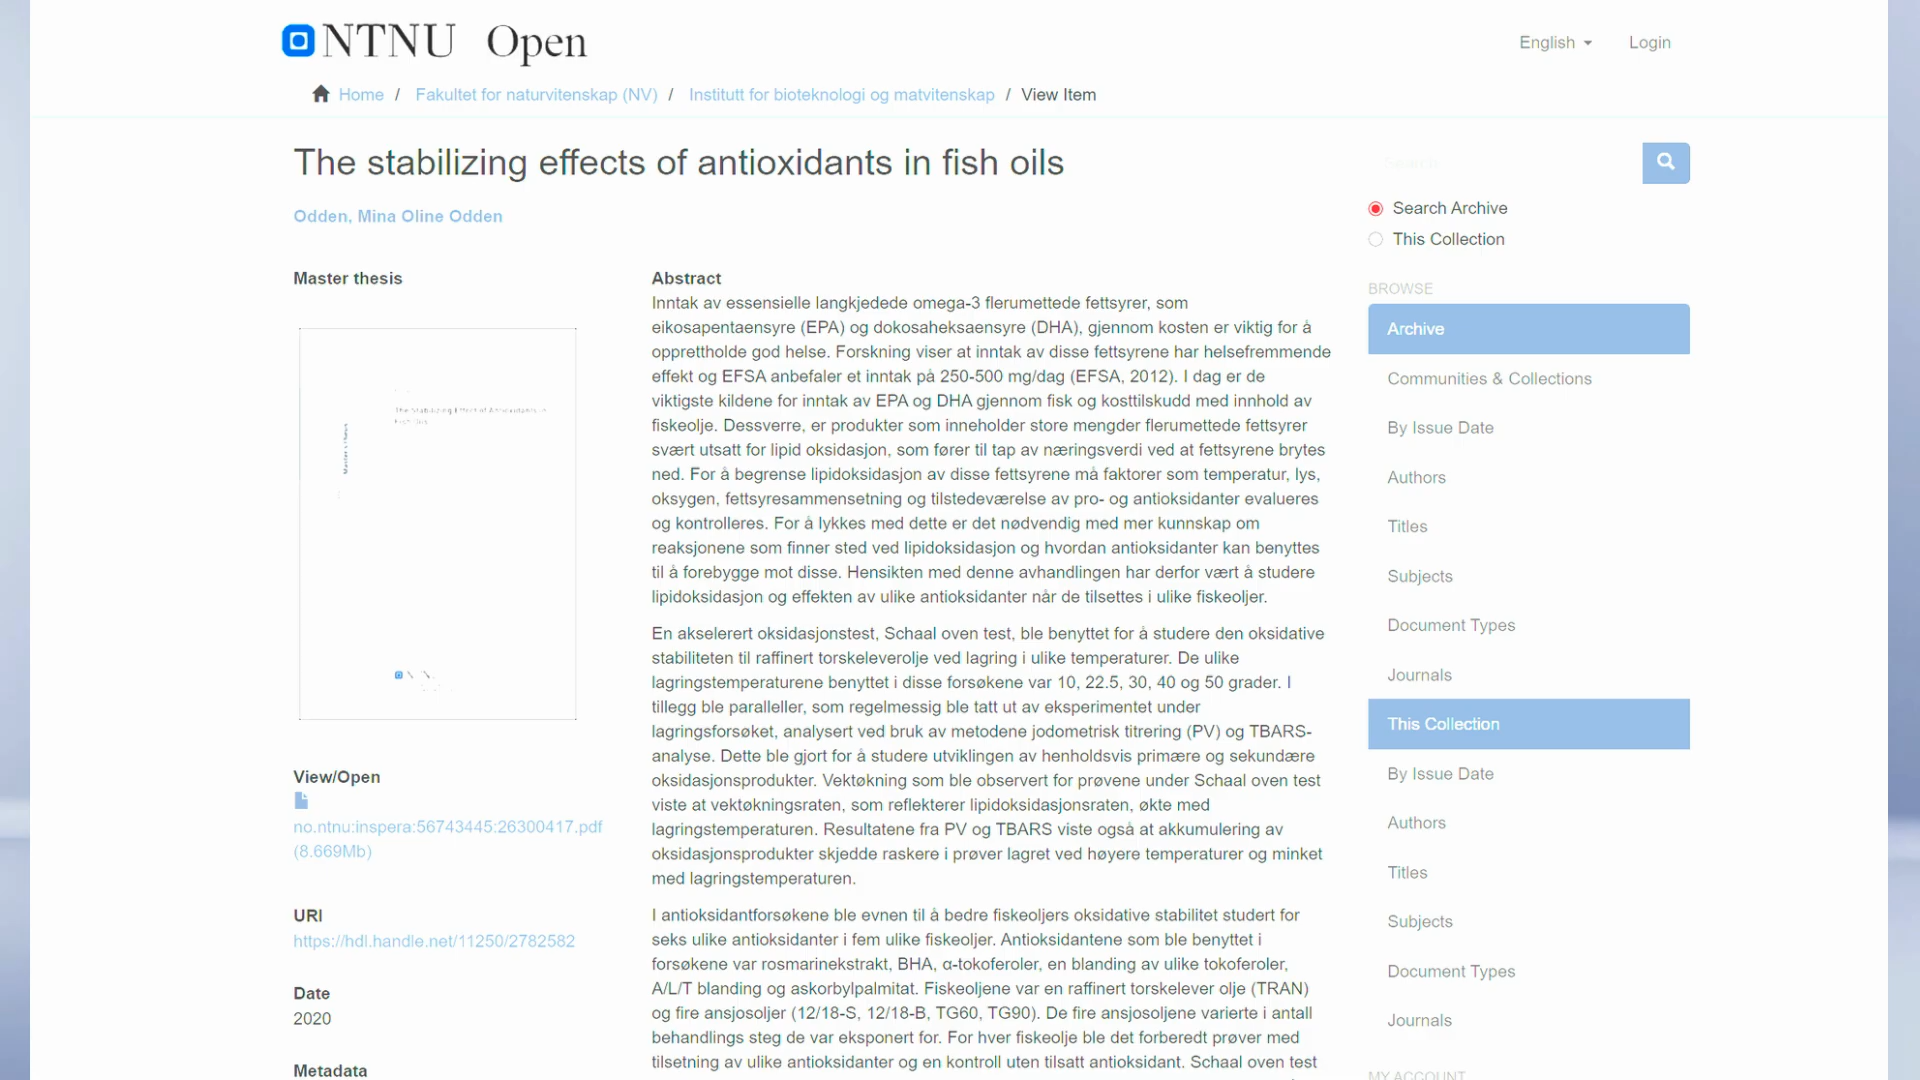 NTNU Open
English
Login
Home / Fakultet for naturvitenskap (NV) / Institutt for bioteknologi og matvitenskap / View Item
The stabilizing effects of antioxidants in fish oils
Odden, Mina Oline Odden
Master thesis
The Stabilizing Effect of Antioxidants in
Fish Oils
Master's thesis
View/Open
no.ntnu:inspera:56743445:26300417.pdf
(8.669Mb)
URI
https://hdl.handle.net/11250/2782582
Date
2020
Metadata
Abstract
Inntak av essensielle langkjedede omega-3 flerumettede fettsyrer, som
eikosapentaensyre (EPA) og dokosaheksaensyre (DHA), gjennom kosten er viktig for å
opprettholde god helse. Forskning viser at inntak av disse fettsyrene har helsefremmende
effekt og EFSA anbefaler et inntak på 250-500 mg/dag (EFSA, 2012). I dag er de
viktigste kildene for inntak av EPA og DHA gjennom fisk og kosttilskudd med innhold av
fiskeolje. Dessverre, er produkter som inneholder store mengder flerumettede fettsyrer
svært utsatt for lipid oksidasjon, som fører til tap av næringsverdi ved at fettsyrene brytes
ned. For å begrense lipidoksidasjon av disse fettsyrene må faktorer som temperatur, lys,
oksygen, fettsyresammensetning og tilstedeværelse av pro- og antioksidanter evalueres
og kontrolleres. For å lykkes med dette er det nødvendig med mer kunnskap om
reaksjonene som finner sted ved lipidoksidasjon og hvordan antioksidanter kan benyttes
til å forebygge mot disse. Hensikten med denne avhandlingen har derfor vært å studere
lipidoksidasjon og effekten av ulike antioksidanter når de tilsettes i ulike fiskeoljer.
En akselerert oksidasjonstest, Schaal oven test, ble benyttet for å studere den oksidative
stabiliteten til raffinert torskeleverolje ved lagring i ulike temperaturer. De ulike
lagringstemperaturene benyttet i disse forsøkene var 10, 22.5, 30, 40 og 50 grader. I
tillegg ble paralleller, som regelmessig ble tatt ut av eksperimentet under
lagringsforsøket, analysert ved bruk av metodene jodometrisk titrering (PV) og TBARS-
analyse. Dette ble gjort for å studere utviklingen av henholdsvis primære og sekundære
oksidasjonsprodukter. Vektøkning som ble observert for prøvene under Schaal oven test
viste at vektøkningsraten, som reflekterer lipidoksidasjonsraten, økte med
lagringstemperaturen. Resultatene fra PV og TBARS viste også at akkumulering av
oksidasjonsprodukter skjedde raskere i prøver lagret ved høyere temperaturer og minket
med lagringstemperaturen.
I antioksidantforsøkene ble evnen til å bedre fiskeoljers oksidative stabilitet studert for
seks ulike antioksidanter i fem ulike fiskeoljer. Antioksidantene som ble benyttet i
forsøkene var rosmarinekstrakt, BHA, α-tokoferoler, en blanding av ulike tokoferoler,
A/L/T blanding og askorbylpalmitat. Fiskeoljene var en raffinert torskelever olje (TRAN)
og fire ansjosoljer (12/18-S, 12/18-B, TG60, TG90). De fire ansjosoljene varierte i antall
behandlings steg de var eksponert for. For hver fiskeolje ble det forberedt prøver med
tilsetning av ulike antioksidanter og en kontroll uten tilsatt antioksidant. Schaal oven test
Search Archive
This Collection
BROWSE
Archive
Communities & Collections
By Issue Date
Authors
Titles
Subjects
Document Types
Journals
This Collection
By Issue Date
Authors
Titles
Subjects
Document Types
Journals
MY ACCOUNT